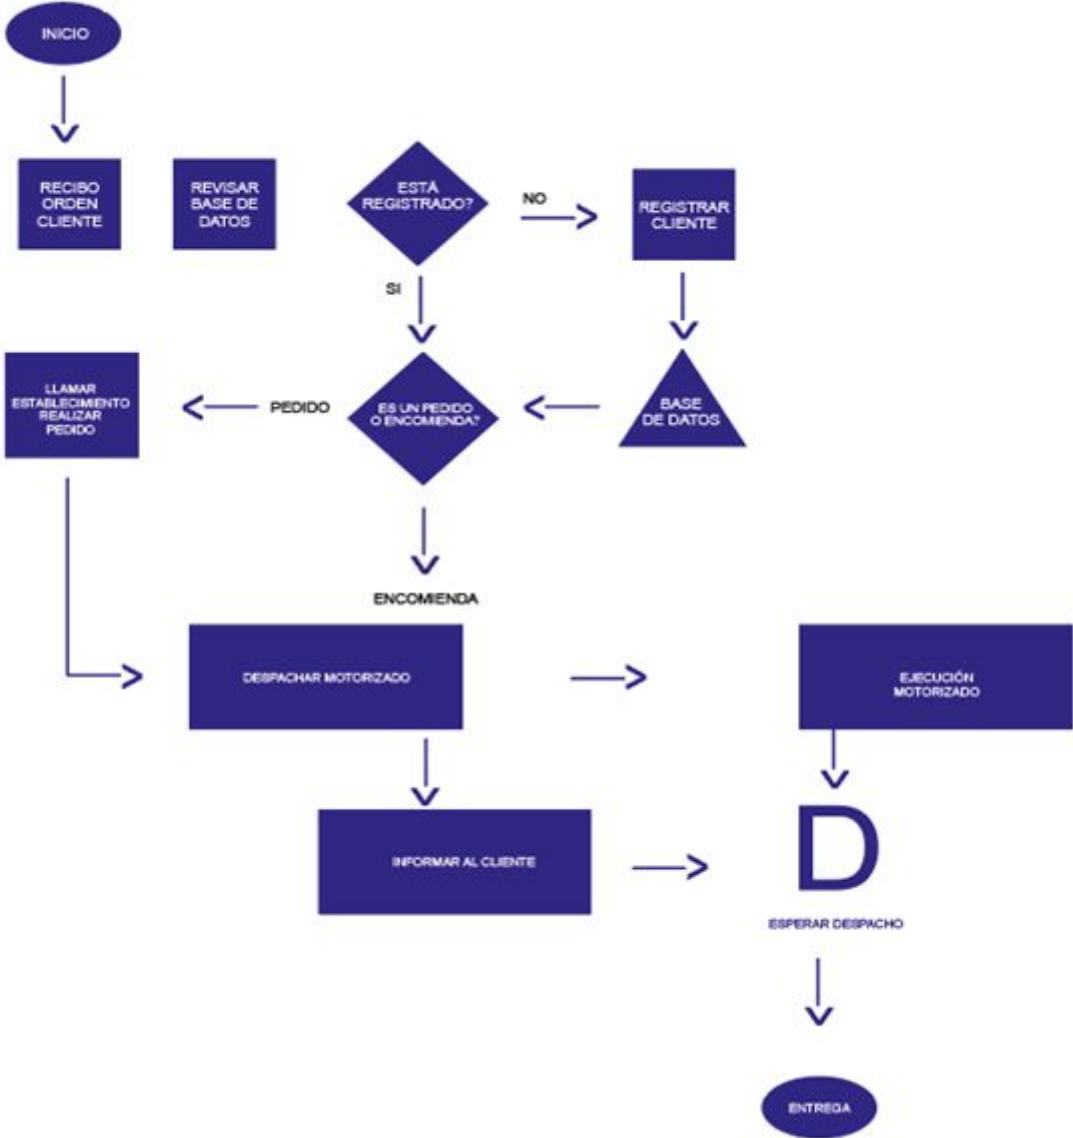 INICIO
RECIBO
ORDEN
CLIENTE
REVISAR
BASE DE
DATOS
ESTÁ
REGISTRADO?
NO
REGISTRAR
CLIENTE
SI
LLAMAR
ESTABLECIMIENTO
REALIZAR
PEDIDO
PEDIDO
ES UN PEDIDO
O ENCOMIENDA?
BASE
DE DATOS
ENCOMIENDA
DESPACHAR MOTORIZADO
EJECUCIÓN
MOTORIZADO
INFORMAR AL CLIENTE
D
ESPERAR DESPACHO
ENTREGA